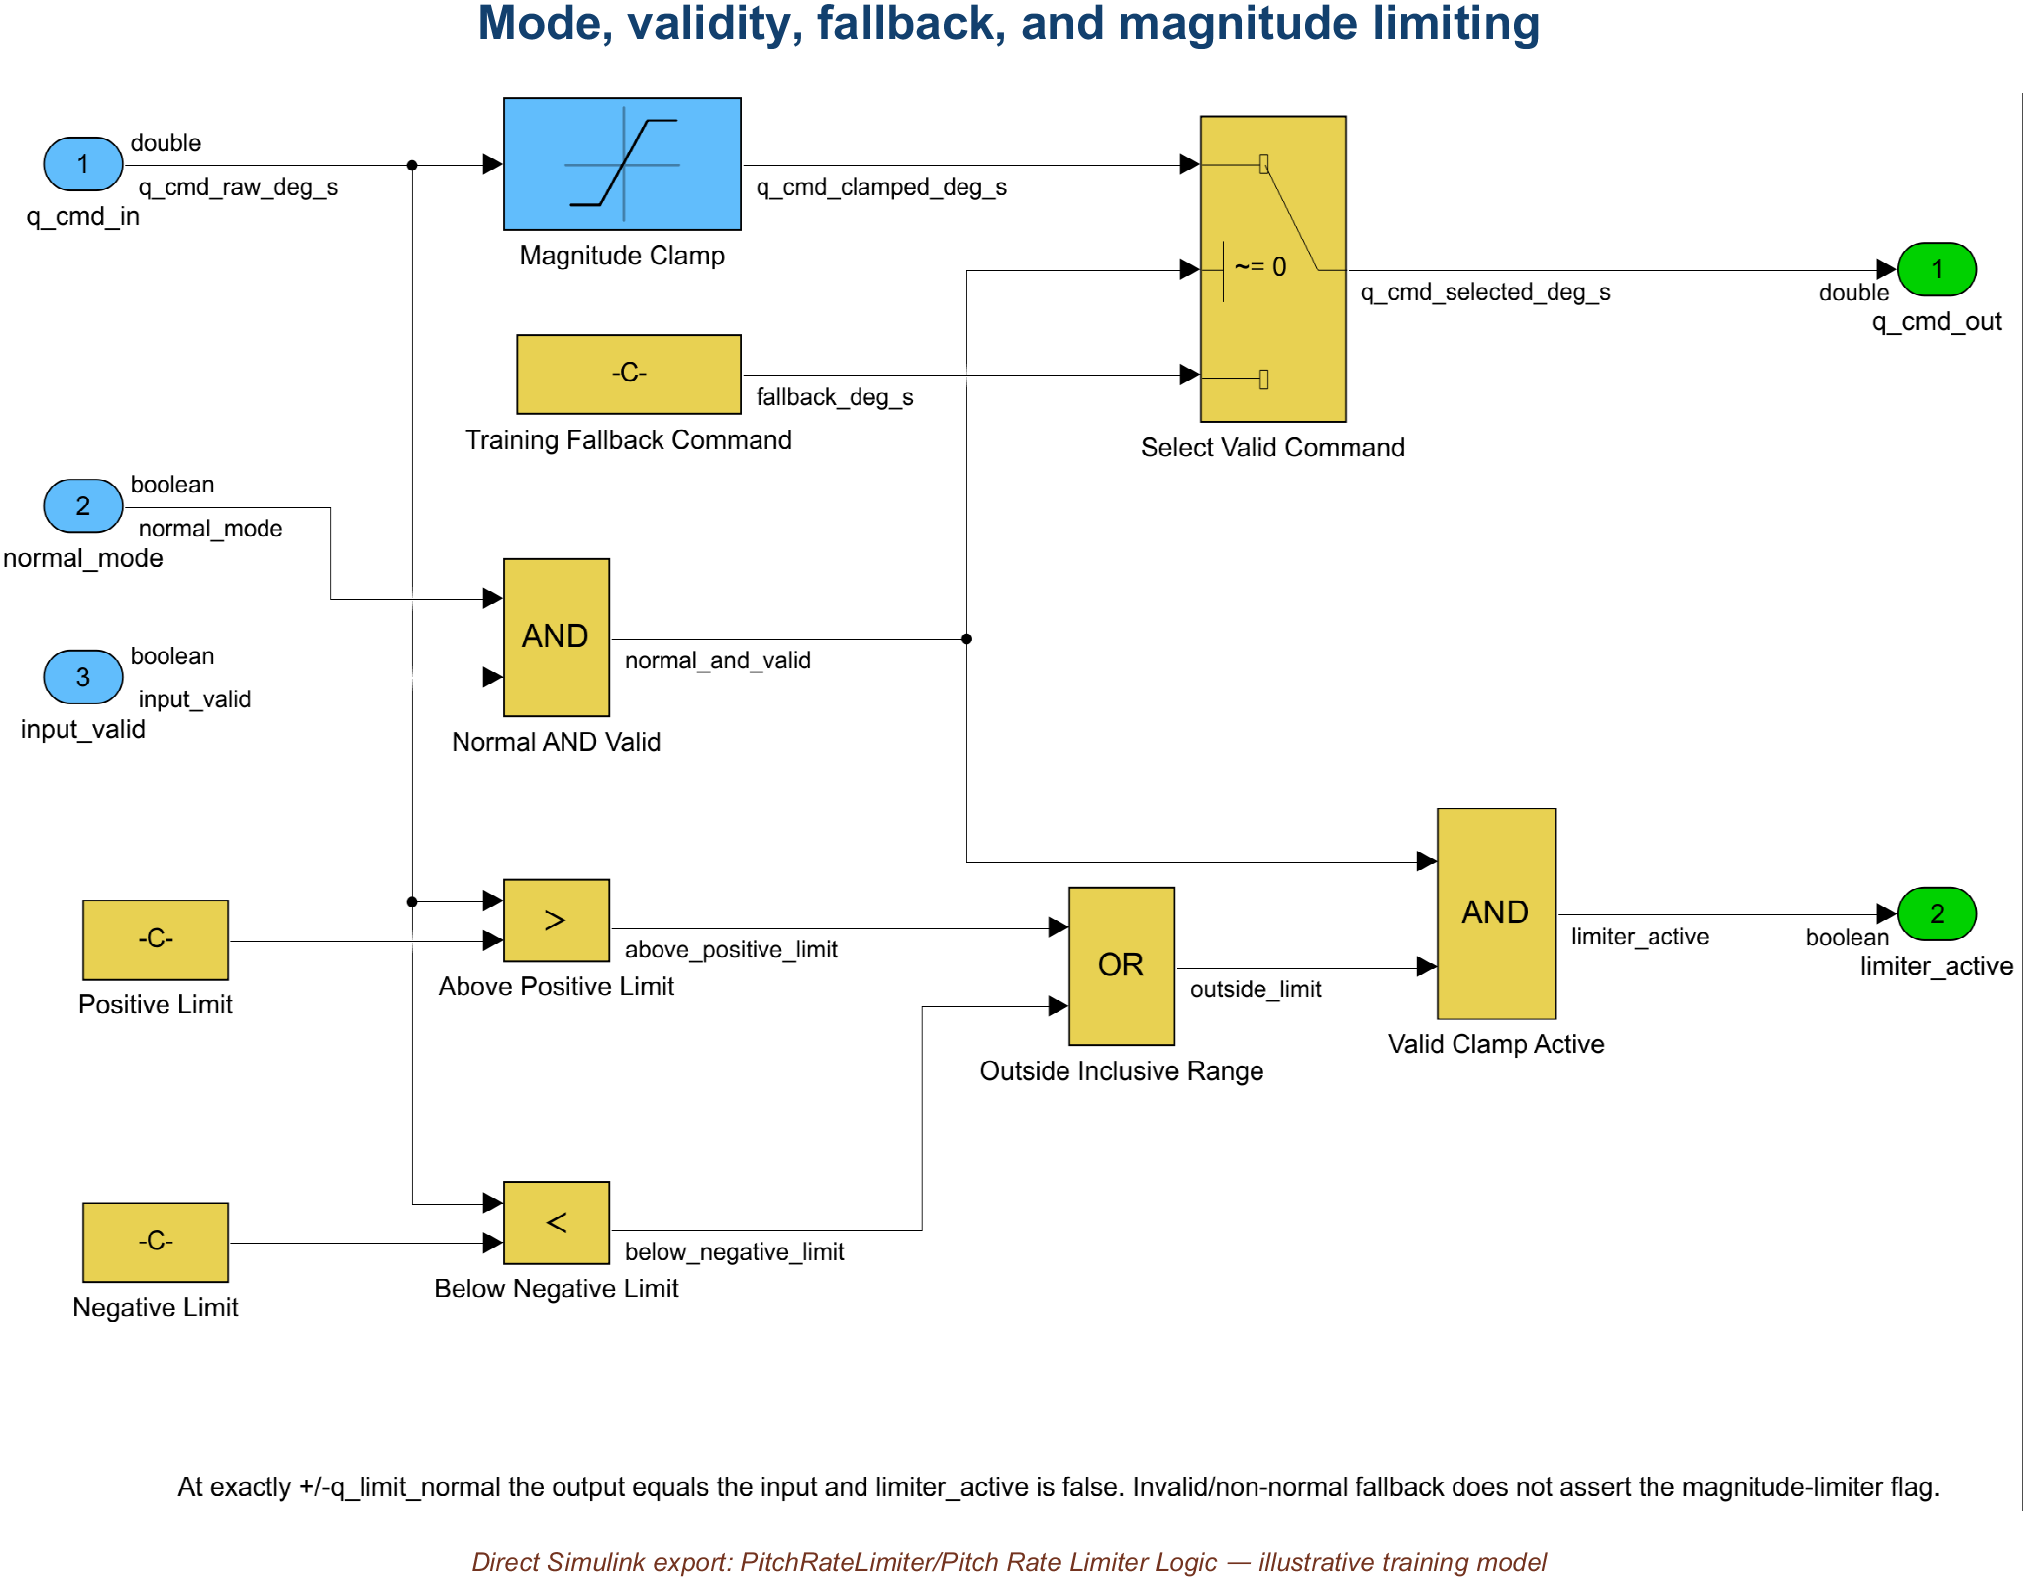 Mode, validity, fallback, and magnitude limiting
1
double
q_cmd_raw_deg_s
q_cmd_in
Magnitude Clamp
q_cmd_clamped_deg_s
~= 0
Select Valid Command
q_cmd_selected_deg_s
1
double
q_cmd_out
-C-
fallback_deg_s
Training Fallback Command
2
boolean
normal_mode
normal_mode
3
boolean
input_valid
input_valid
AND
normal_and_valid
Normal AND Valid
-C-
Positive Limit
>
above_positive_limit
Above Positive Limit
OR
outside_limit
Outside Inclusive Range
AND
limiter_active
Valid Clamp Active
2
boolean
limiter_active
-C-
Negative Limit
<
below_negative_limit
Below Negative Limit
At exactly +/-q_limit_normal the output equals the input and limiter_active is false. Invalid/non-normal fallback does not assert the magnitude-limiter flag.
Direct Simulink export: PitchRateLimiter/Pitch Rate Limiter Logic — illustrative training model